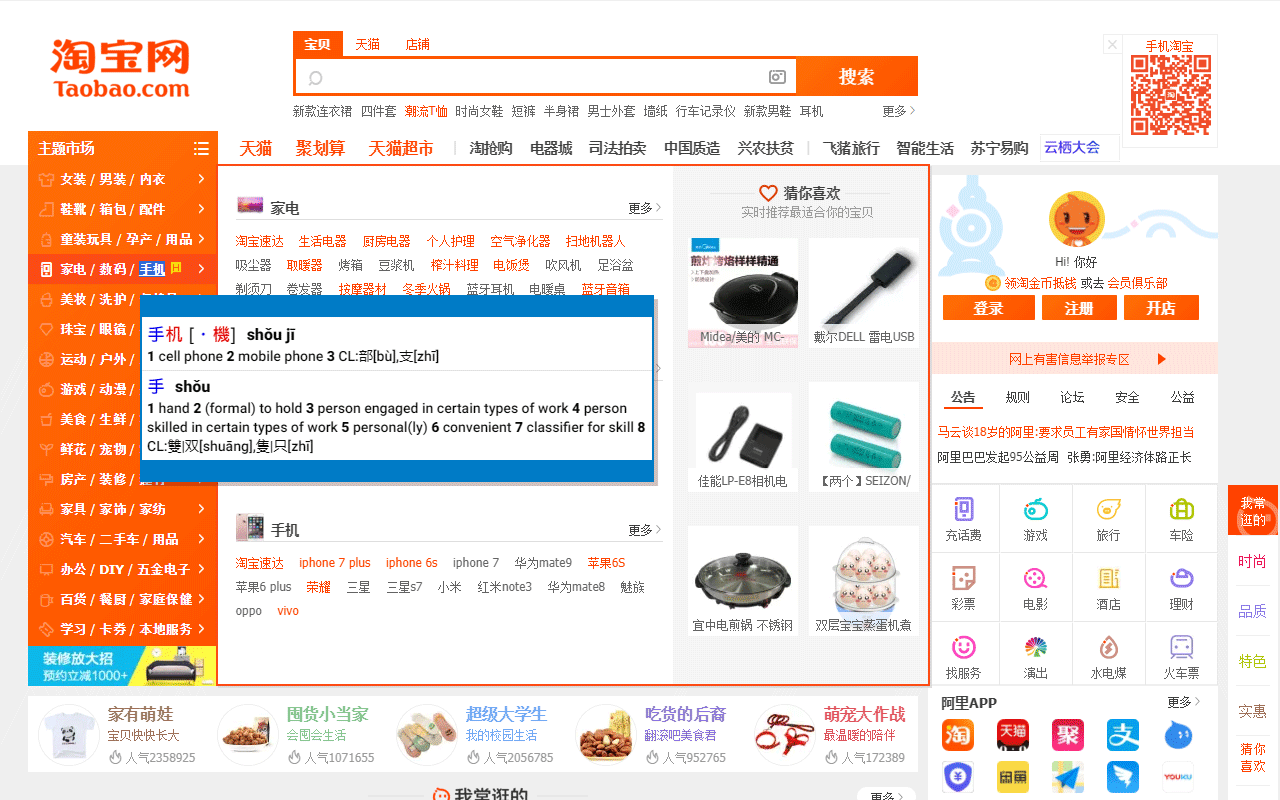 淘宝网
Taobao.com
宝贝 天猫 店铺
搜索
新款连衣裙 四件套 潮流T恤 时尚女鞋 短裤 半身裙 男士外套 墙纸 行车记录仪 新款男鞋 耳机 更多
手机淘宝
主题市场
天猫 聚划算 天猫超市 淘抢购 电器城 司法拍卖 中国质造 兴农扶贫 飞猪旅行 智能生活 苏宁易购 云栖大会
女装 / 男装 / 内衣
鞋靴 / 箱包 / 配件
童装玩具 / 孕产 / 用品
家电 / 数码 / 手机
美妆 / 洗护 /
珠宝 / 眼镜 /
运动 / 户外 /
游戏 / 动漫 /
美食 / 生鲜 /
鲜花 / 宠物 /
房产 / 装修 /
家具 / 家饰 / 家纺
汽车 / 二手车 / 用品
办公 / DIY / 五金电子
百货 / 餐厨 / 家庭保健
学习 / 卡券 / 本地服务
装修放大招
预约立减1000+
家电 更多
淘宝速达 生活电器 厨房电器 个人护理 空气净化器 扫地机器人
吸尘器 取暖器 烤箱 豆浆机 榨汁料理 电饭煲 吹风机 足浴盆
剃须刀 卷发器 按摩器材 冬季火锅 蓝牙耳机 电暖桌 蓝牙音箱
手机 [・機] shǒu jī
1 cell phone 2 mobile phone 3 CL:部[bù],支[zhī]
手 shǒu
1 hand 2 (formal) to hold 3 person engaged in certain types of work 4 person
skilled in certain types of work 5 personal(ly) 6 convenient 7 classifier for skill 8
CL:雙|双[shuāng],隻|只[zhī]
手机 更多
淘宝速达 iphone 7 plus iphone 6s iphone 7 华为mate9 苹果6S
苹果6 plus 荣耀 三星 三星s7 小米 红米note3 华为mate8 魅族
oppo vivo
猜你喜欢
实时推荐最适合你的宝贝
煎烤烙样样精通
Midea/美的 MC-
戴尔DELL 雷电USB
佳能LP-E8相机电
【两个】SEIZON/
宜中电煎锅 不锈钢
双层宝宝蒸蛋机煮
Hi! 你好
领淘金币抵钱 或去 会员俱乐部
登录 注册 开店
网上有害信息举报专区
公告 规则 论坛 安全 公益
马云谈18岁的阿里:要求员工有家国情怀世界担当
阿里巴巴发起95公益周 张勇:阿里经济体路正长
充话费 游戏 旅行 车险
彩票 电影 酒店 理财
找服务 演出 水电煤 火车票
阿里APP 更多
淘 天猫 聚 支
闲鱼 YOUKU
我常
逛的
时尚
品质
特色
实惠
猜你
喜欢
家有萌娃
宝贝快快长大
人气2358925
囤货小当家
会囤会生活
人气1071655
超级大学生
我的校园生活
人气2056785
吃货的后裔
翻滚吧美食君
人气952765
萌宠大作战
最温暖的陪伴
人气172389
我常逛的 更多